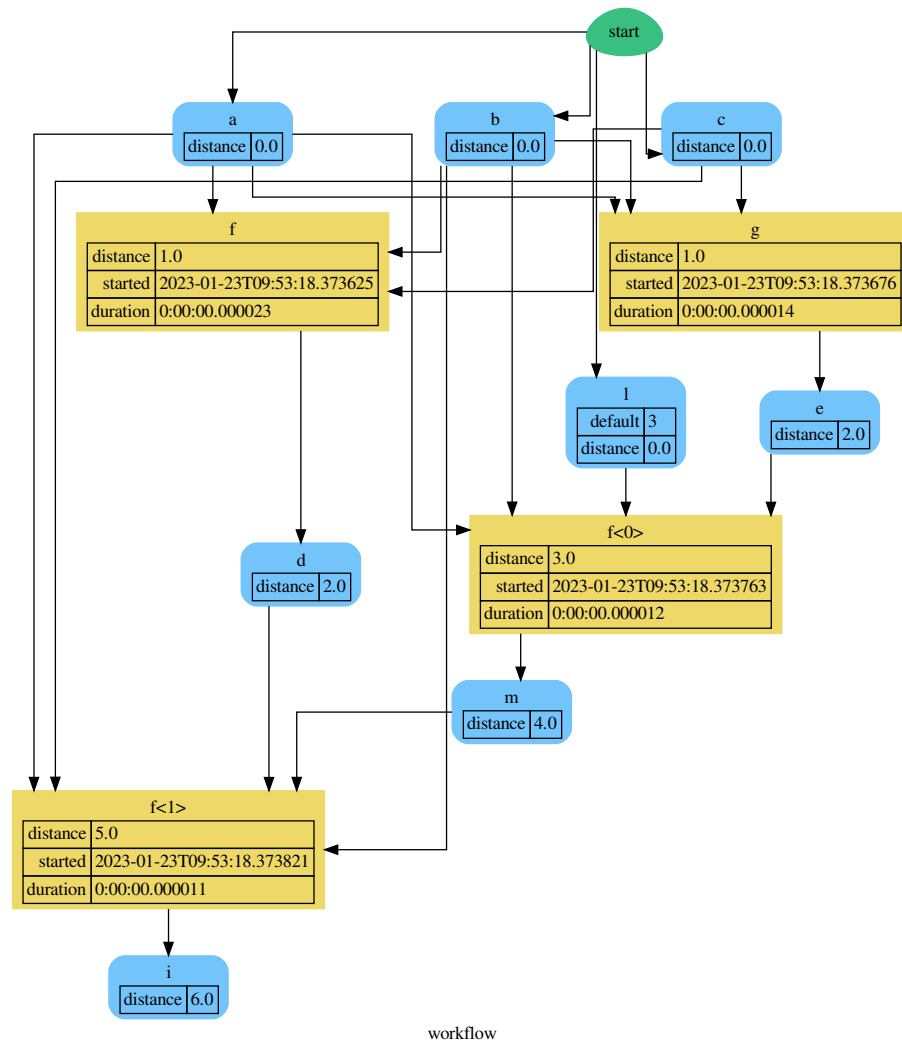 start
a
distance 0.0
b
distance 0.0
c
distance 0.0
f
distance 1.0
started 2023-01-23T09:53:18.373625
duration 0:00:00.000023
g
distance 1.0
started 2023-01-23T09:53:18.373676
duration 0:00:00.000014
l
default 3
distance 0.0
e
distance 2.0
f<0>
distance 3.0
started 2023-01-23T09:53:18.373763
duration 0:00:00.000012
d
distance 2.0
m
distance 4.0
f<1>
distance 5.0
started 2023-01-23T09:53:18.373821
duration 0:00:00.000011
i
distance 6.0
workflow